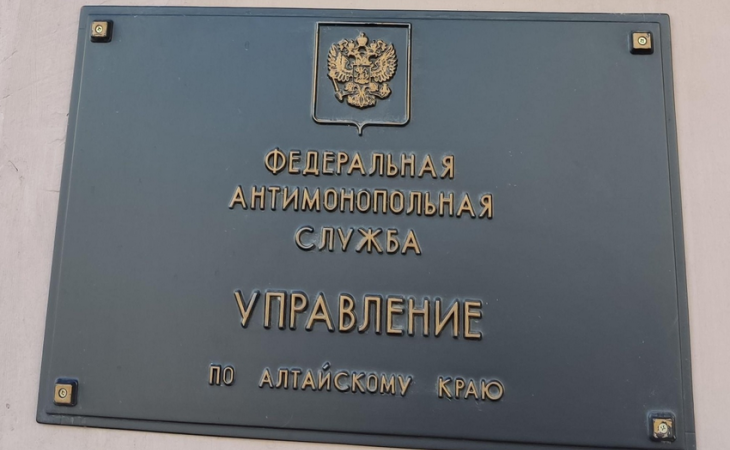 ФЕДЕРАЛЬНАЯ
АНТИМОНОПОЛЬНАЯ
СЛУЖБА
УПРАВЛЕНИЕ
ПО АЛТАЙСКОМУ КРАЮ